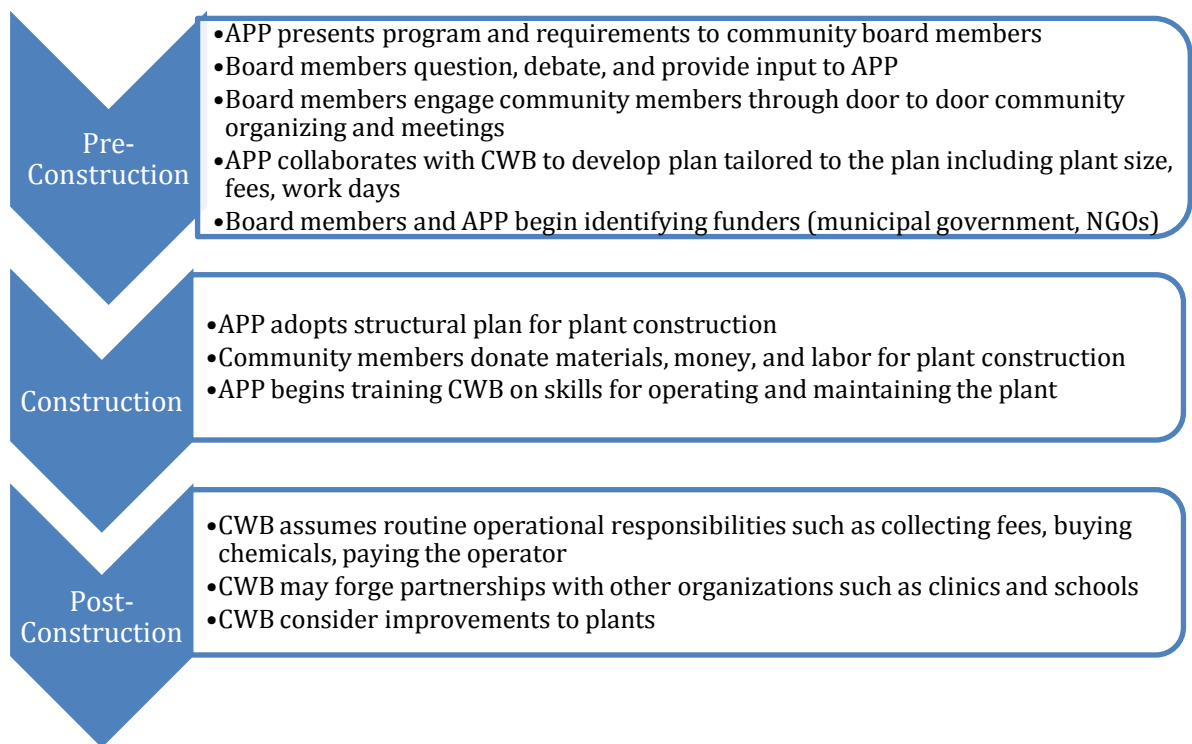 Pre-
Construction
•APP presents program and requirements to community board members
•Board members question, debate, and provide input to APP
•Board members engage community members through door to door community
organizing and meetings
•APP collaborates with CWB to develop plan tailored to the plan including plant size,
fees, work days
•Board members and APP begin identifying funders (municipal government, NGOs)
Construction
•APP adopts structural plan for plant construction
•Community members donate materials, money, and labor for plant construction
•APP begins training CWB on skills for operating and maintaining the plant
Post-
Construction
•CWB assumes routine operational responsibilities such as collecting fees, buying
chemicals, paying the operator
•CWB may forge partnerships with other organizations such as clinics and schools
•CWB consider improvements to plants